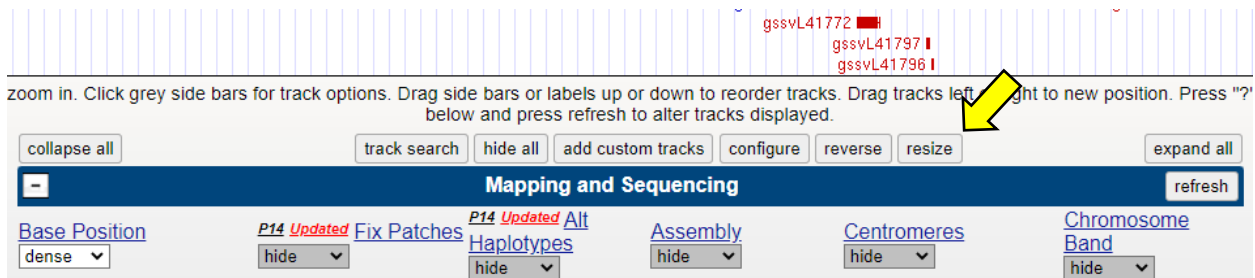 gssvL41772
gssvL41797
gssvL41796
zoom in. Click grey side bars for track options. Drag side bars or labels up or down to reorder tracks. Drag tracks left to new position. Press "?"
below and press refresh to alter tracks displayed.
collapse all track search hide all add custom tracks configure reverse resize expand all
- Mapping and Sequencing refresh
Base Position
dense
P14 Updated Fix Patches
hide
P14 Updated Alt
Haplotypes
hide
Assembly
hide
Centromeres
hide
Chromosome
Band
hide